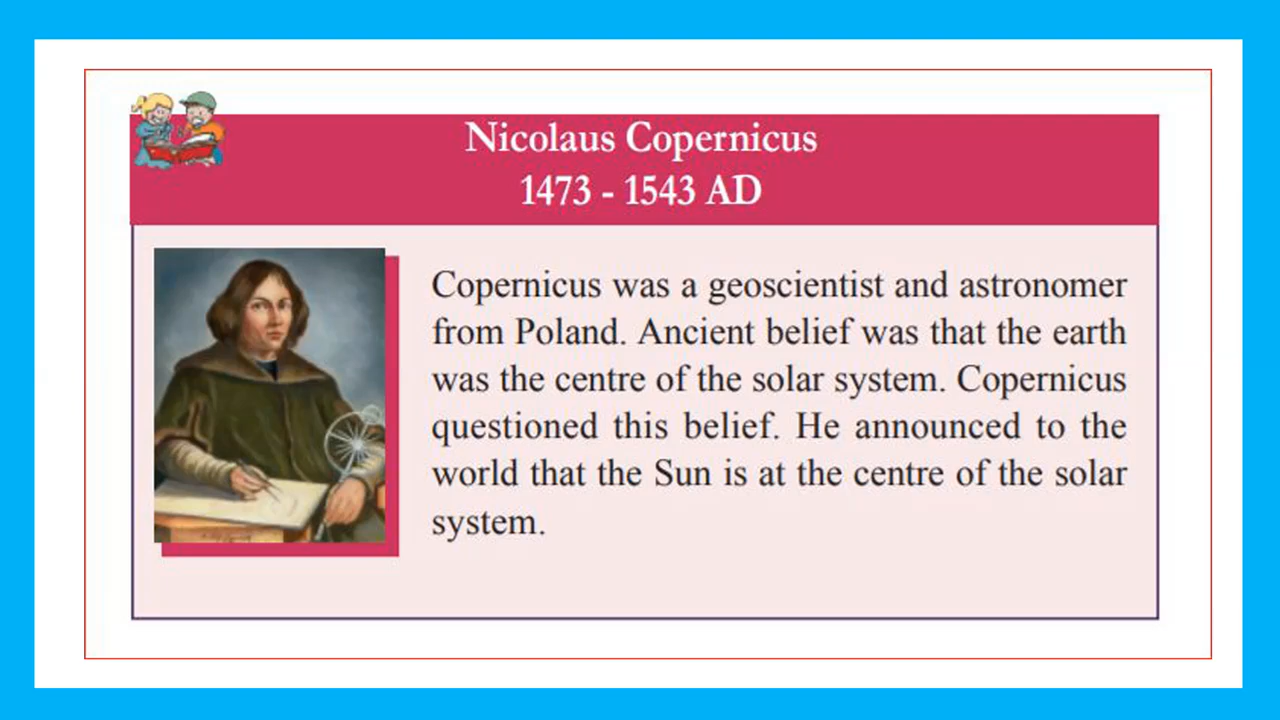 Nicolaus Copernicus
1473 - 1543 AD
Copernicus was a geoscientist and astronomer
from Poland. Ancient belief was that the earth
was the centre of the solar system. Copernicus
questioned this belief. He announced to the
world that the Sun is at the centre of the solar
system.